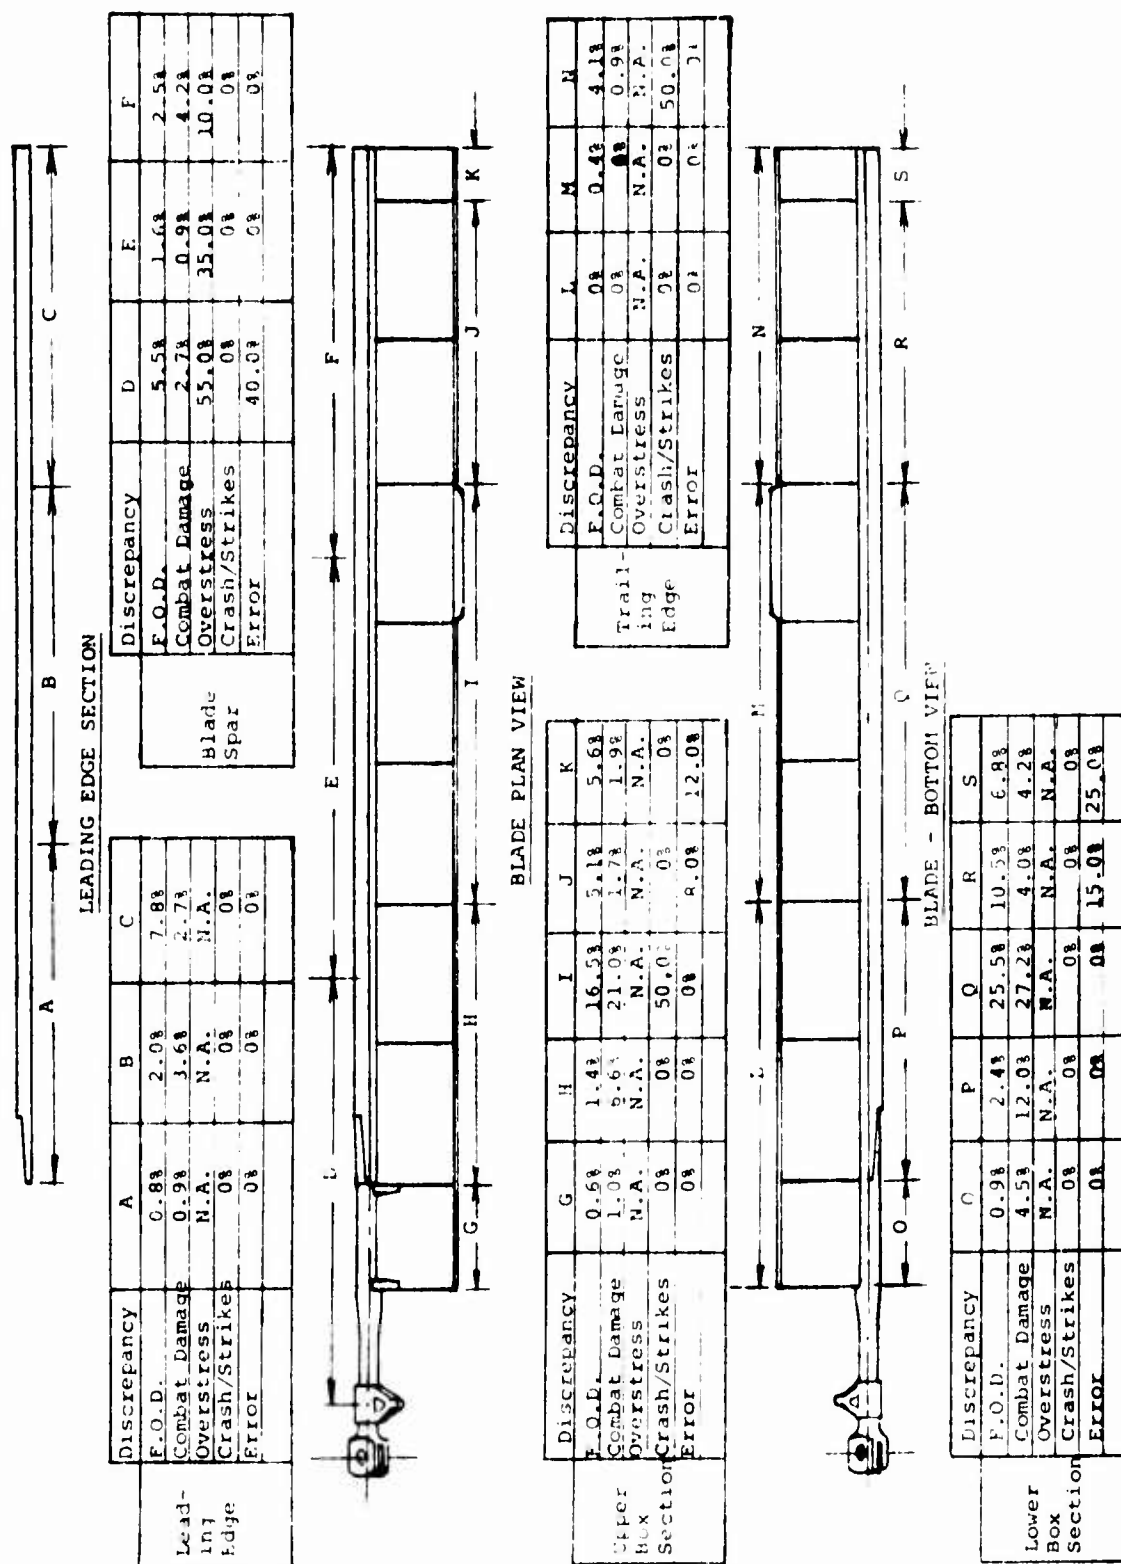 A B C
LEADING EDGE SECTION
Leading Edge
Discrepancy A B C
F.O.D. 0.8% 2.0% 7.8%
Combat Damage 0.9% 3.6% 2.7%
Overstress N.A. N.A. N.A.
Crash/Strikes 0% 0% 0%
Error 0% 0% 0%
Blade Spar
Discrepancy D E F
F.O.D. 5.5% 1.6% 2.5%
Combat Damage 2.7% 0.9% 4.2%
Overstress 55.0% 35.0% 10.0%
Crash/Strikes 0% 0% 0%
Error 40.0% 0% 0%
D E F
G H I J K
BLADE PLAN VIEW
Upper Box Section
Discrepancy G H I J K
F.O.D. 0.6% 1.4% 16.5% 5.1% 5.6%
Combat Damage 1.0% 6.6% 21.0% 1.7% 1.9%
Overstress N.A. N.A. N.A. N.A. N.A.
Crash/Strikes 0% 0% 50.0% 0% 0%
Error 0% 0% 0% 8.0% 12.0%
Trail-
ing
Edge
Discrepancy L M N
F.O.D. 0% 0.4% 4.1%
Combat Damage 0% 0% 0.9%
Overstress N.A. N.A. N.A.
Crash/Strikes 0% 0% 50.0%
Error 0% 0% 0%
L M N
O P Q R S
BLADE - BOTTOM VIEW
Lower Box Section
Discrepancy O P Q R S
F.O.D. 0.9% 2.4% 25.5% 10.5% 6.8%
Combat Damage 4.5% 12.0% 27.2% 4.0% 4.2%
Overstress N.A. N.A. N.A. N.A. N.A.
Crash/Strikes 0% 0% 0% 0% 0%
Error 0% 0% 0% 15.0% 25.0%